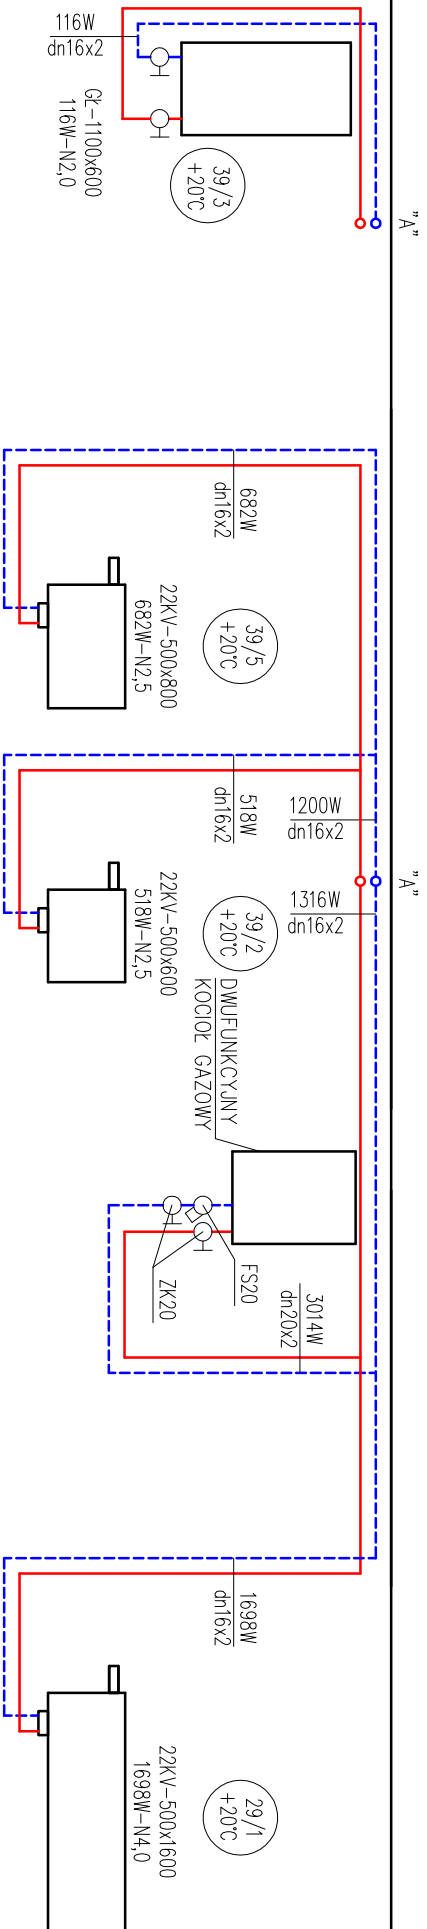 "A"
116W
dn16x2
GŁ-1100x600
116W-N2,0
39/3
+20°C
682W
dn16x2
22KV-500x800
682W-N2,5
39/5
+20°C
518W
dn16x2
22KV-500x600
518W-N2,5
39/2
+20°C
1200W
dn16x2
"A"
1316W
dn16x2
DWUFUNKCYJNY
KOCIOŁ GAZOWY
FS20
ZK20
3014W
dn20x2
1698W
dn16x2
22KV-500x1600
1698W-N4,0
29/1
+20°C